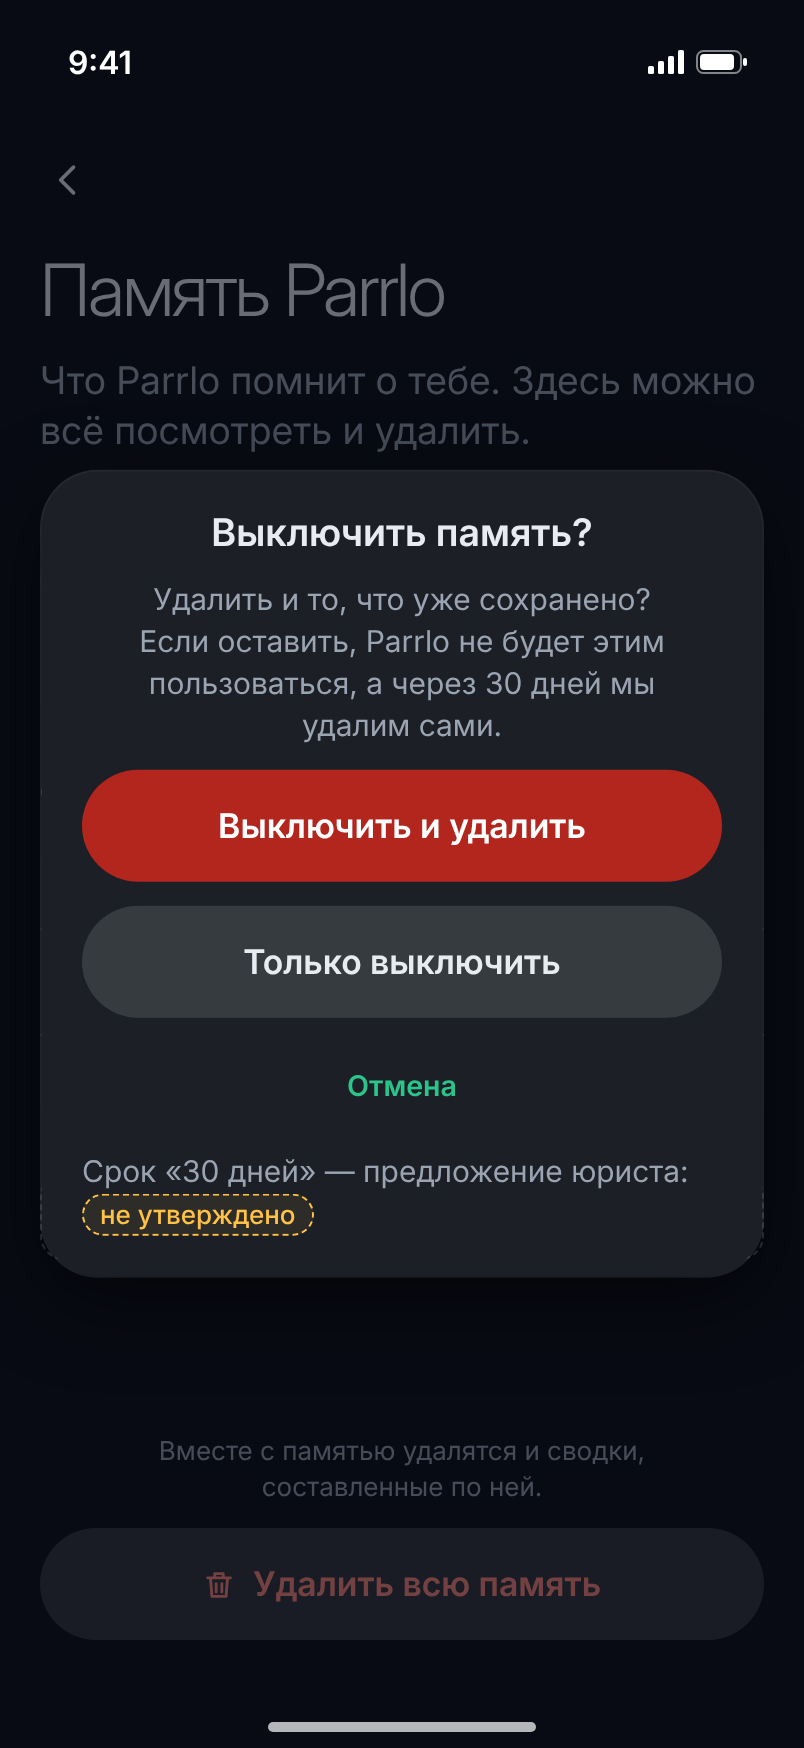 9:41
Память Parrlo
Что Parrlo помнит о тебе. Здесь можно
всё посмотреть и удалить.
Выключить память?
Удалить и то, что уже сохранено?
Если оставить, Parrlo не будет этим
пользоваться, а через 30 дней мы
удалим сами.
Выключить и удалить
Только выключить
Отмена
Срок «30 дней» — предложение юриста:
не утверждено
Вместе с памятью удалятся и сводки,
составленные по ней.
Удалить всю память